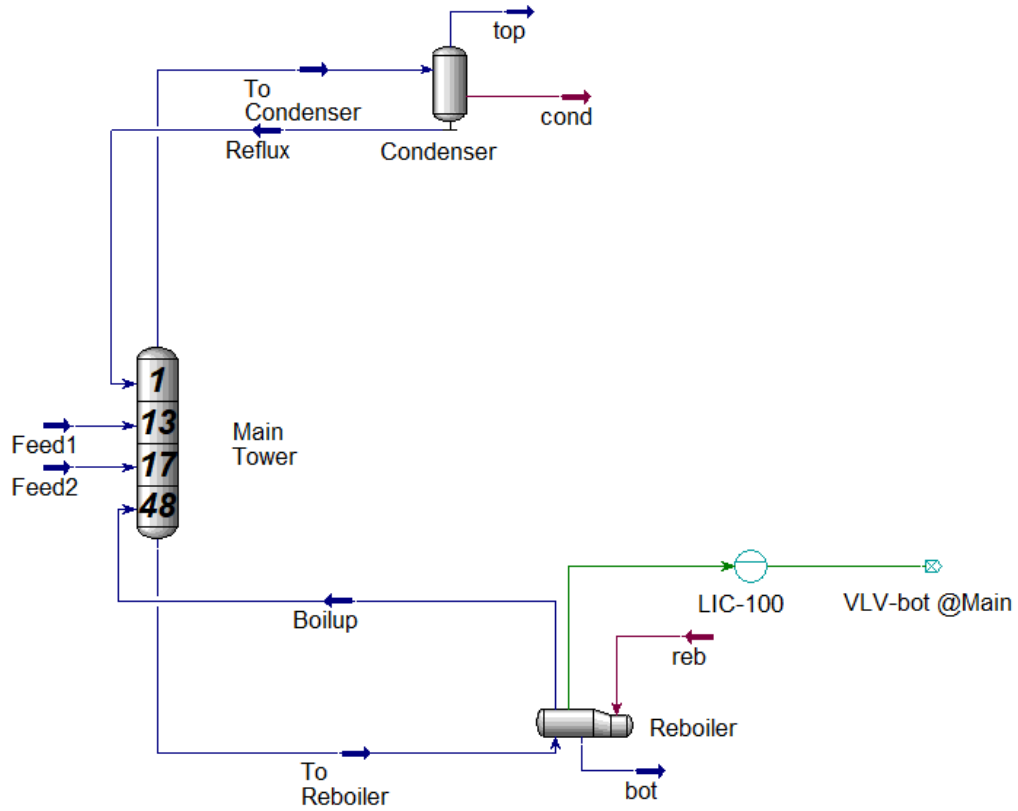 top
To
Condenser
cond
Reflux
Condenser
1
13
17
48
Feed1
Feed2
Main
Tower
LIC-100
VLV-bot @Main
Boilup
reb
Reboiler
To
Reboiler
bot